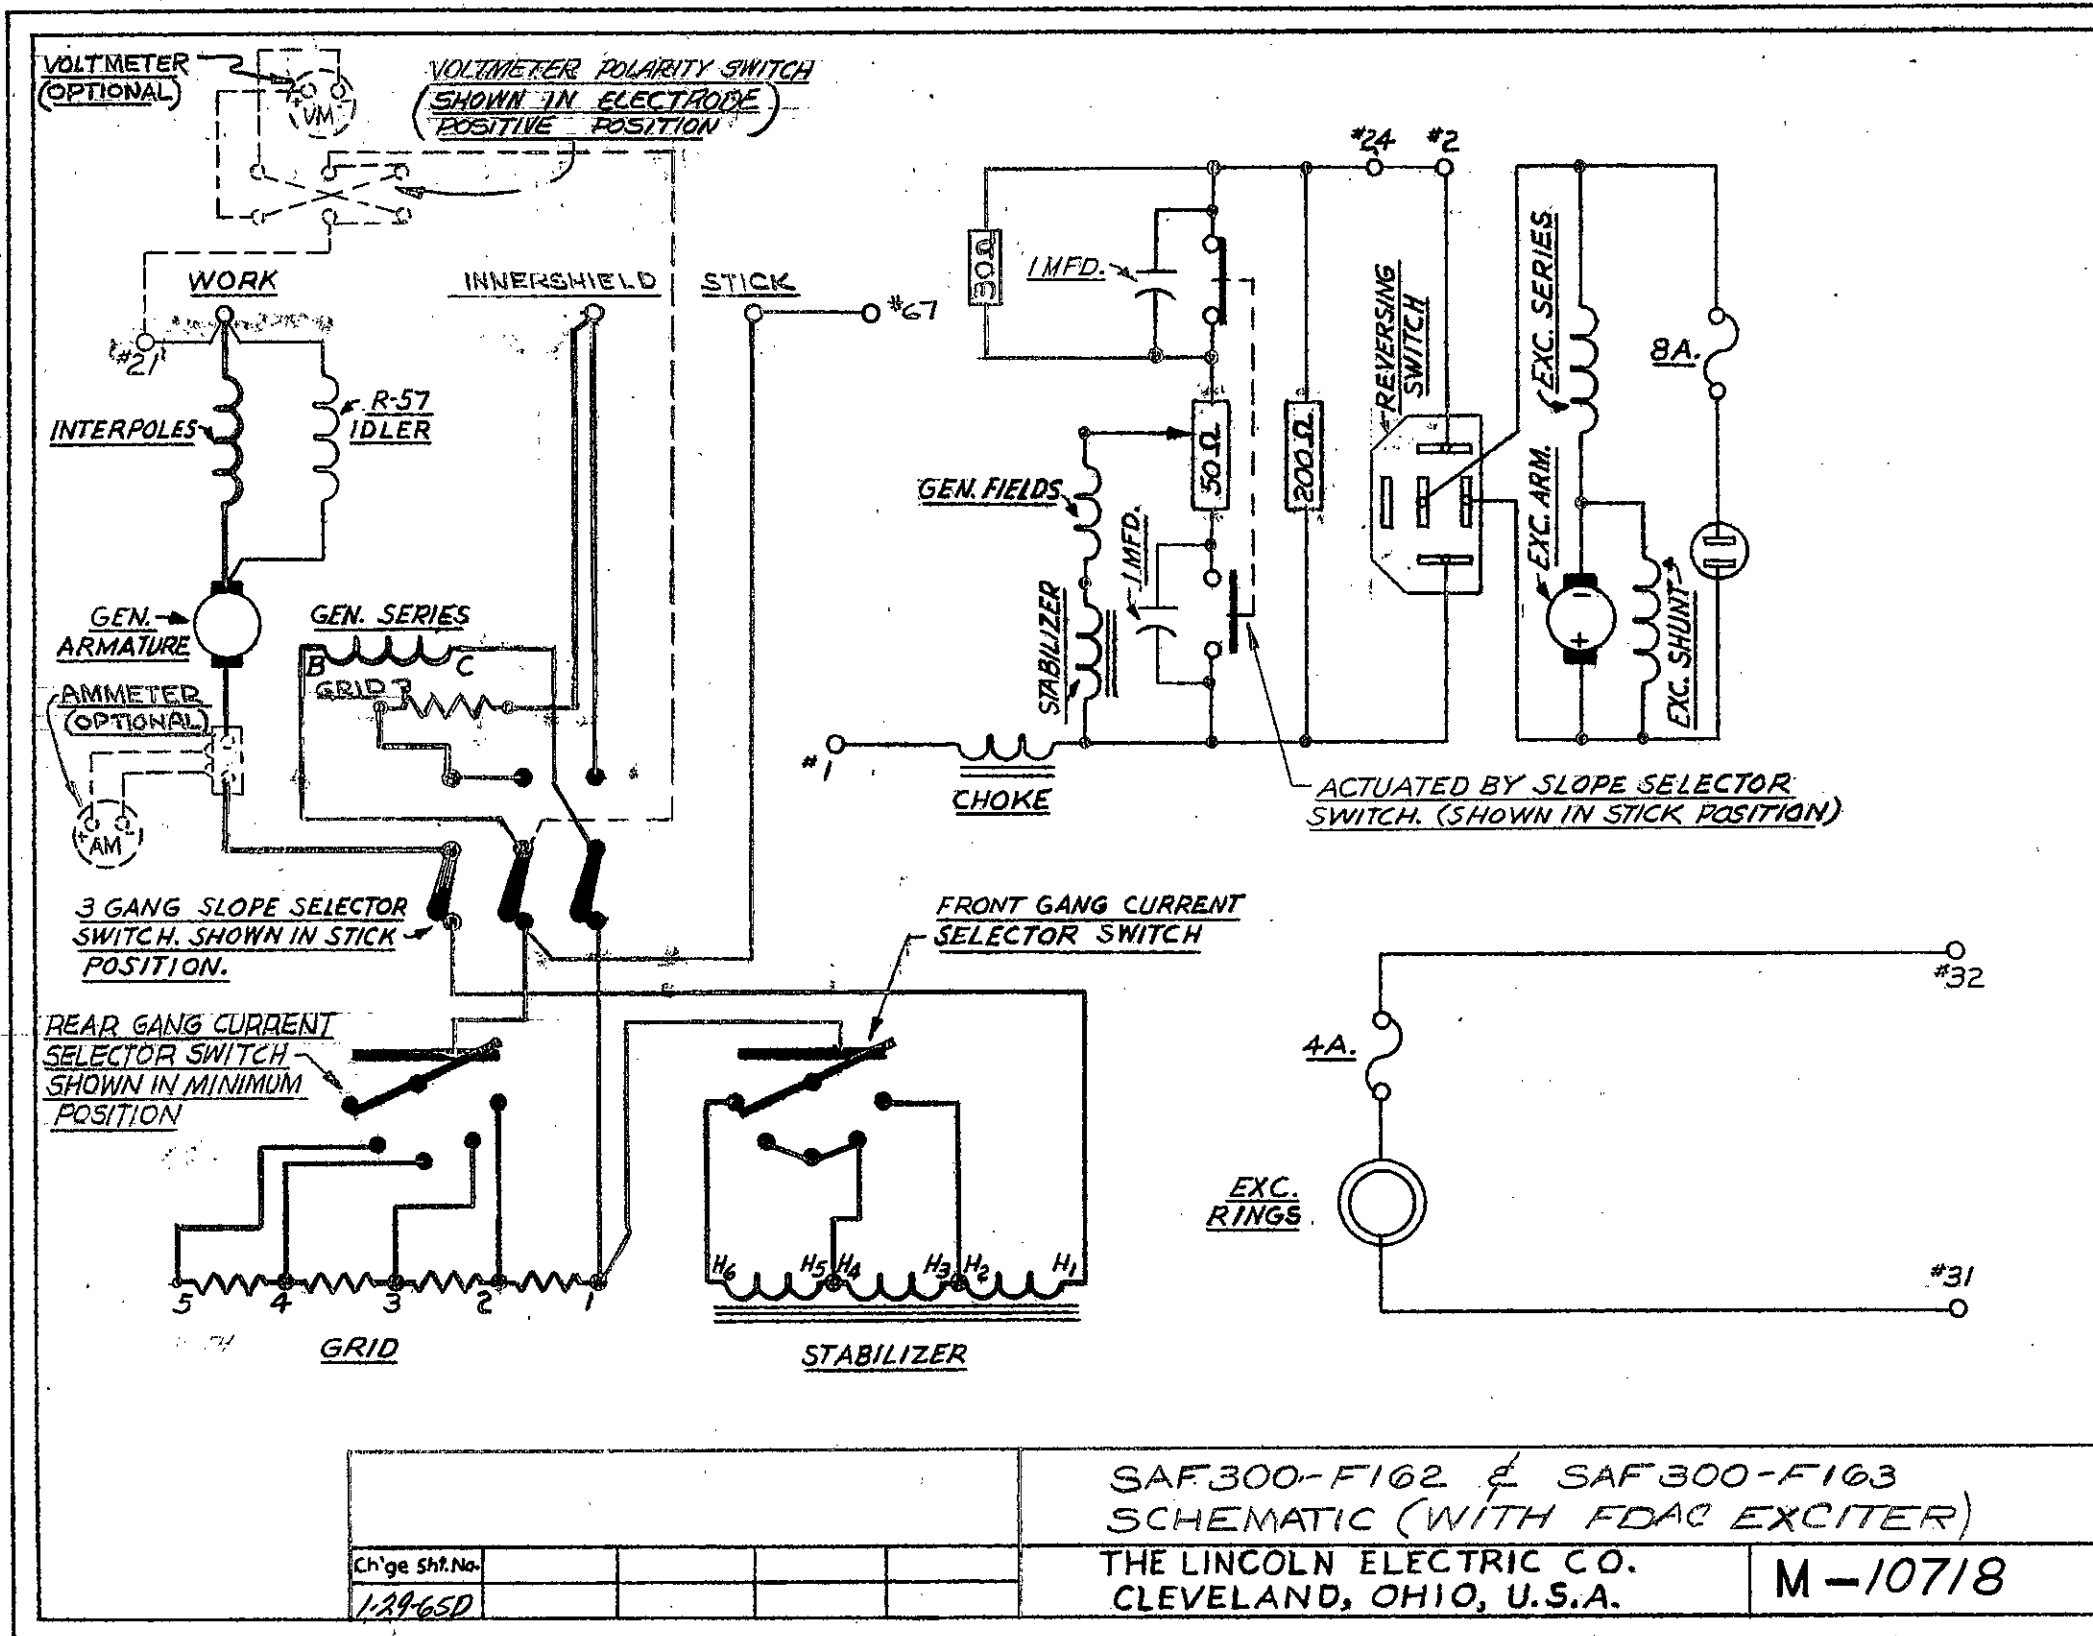 VOLTMETER
(OPTIONAL)
+ -
VM
VOLTMETER POLARITY SWITCH
(SHOWN IN ELECTRODE
POSITIVE POSITION)
WORK
INNERSHIELD
STICK
#67
#21
INTERPOLES
R-57
IDLER
GEN.
ARMATURE
GEN. SERIES
B
C
GRID
AMMETER
(OPTIONAL)
+ -
AM
3 GANG SLOPE SELECTOR
SWITCH. SHOWN IN STICK
POSITION.
REAR GANG CURRENT
SELECTOR SWITCH
SHOWN IN MINIMUM
POSITION
FRONT GANG CURRENT
SELECTOR SWITCH
5 4 3 2 1
GRID
H6 H5 H4 H3 H2 H1
STABILIZER
#24 #2
30Ω
1 MFD.
50Ω
200Ω
GEN. FIELDS
1 MFD.
STABILIZER
#1
CHOKE
REVERSING
SWITCH
EXC. SERIES
8A.
EXC. ARM.
-
+
EXC. SHUNT
ACTUATED BY SLOPE SELECTOR
SWITCH. (SHOWN IN STICK POSITION)
#32
4A.
EXC.
RINGS
#31
SAF300-F162 & SAF300-F163
SCHEMATIC (WITH FDAC EXCITER)
THE LINCOLN ELECTRIC CO.
CLEVELAND, OHIO, U.S.A.
M-10718
Ch'ge Sht. No.
1-29-65D